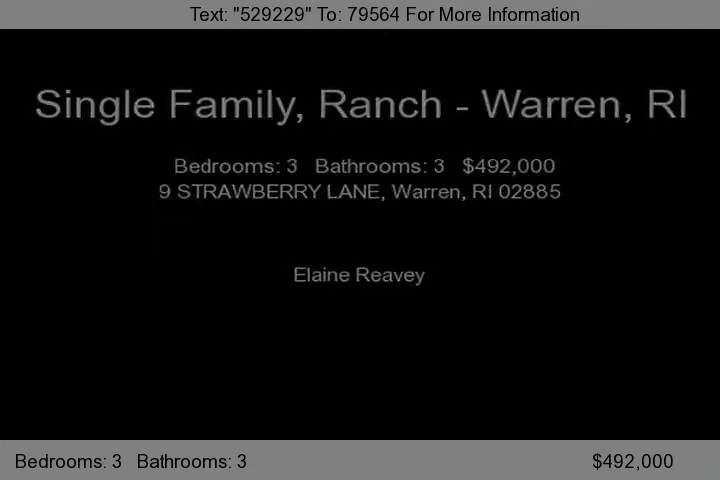 Text: "529229" To: 79564 For More Information
Single Family, Ranch - Warren, RI
Bedrooms: 3 Bathrooms: 3 $492,000
9 STRAWBERRY LANE, Warren, RI 02885
Elaine Reavey
Bedrooms: 3 Bathrooms: 3 $492,000